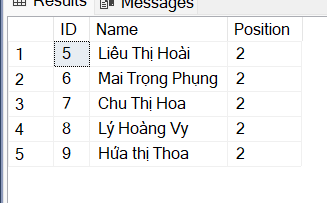 Results Messages
ID Name Position
1 5 Liêu Thị Hoài 2
2 6 Mai Trọng Phụng 2
3 7 Chu Thị Hoa 2
4 8 Lý Hoàng Vy 2
5 9 Hứa thị Thoa 2